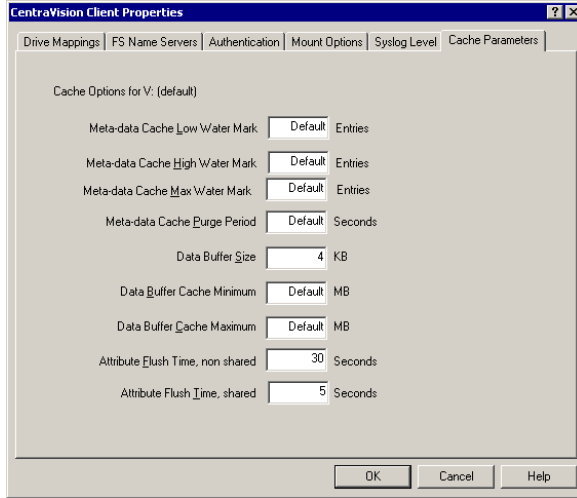 CentraVision Client Properties
Drive Mappings FS Name Servers Authentication Mount Options Syslog Level Cache Parameters
Cache Options for V: (default)
Meta-data Cache Low Water Mark Default Entries
Meta-data Cache High Water Mark Default Entries
Meta-data Cache Max Water Mark Default Entries
Meta-data Cache Purge Period Default Seconds
Data Buffer Size 4 KB
Data Buffer Cache Minimum Default MB
Data Buffer Cache Maximum Default MB
Attribute Flush Time, non shared 30 Seconds
Attribute Flush Time, shared 5 Seconds
OK Cancel Help